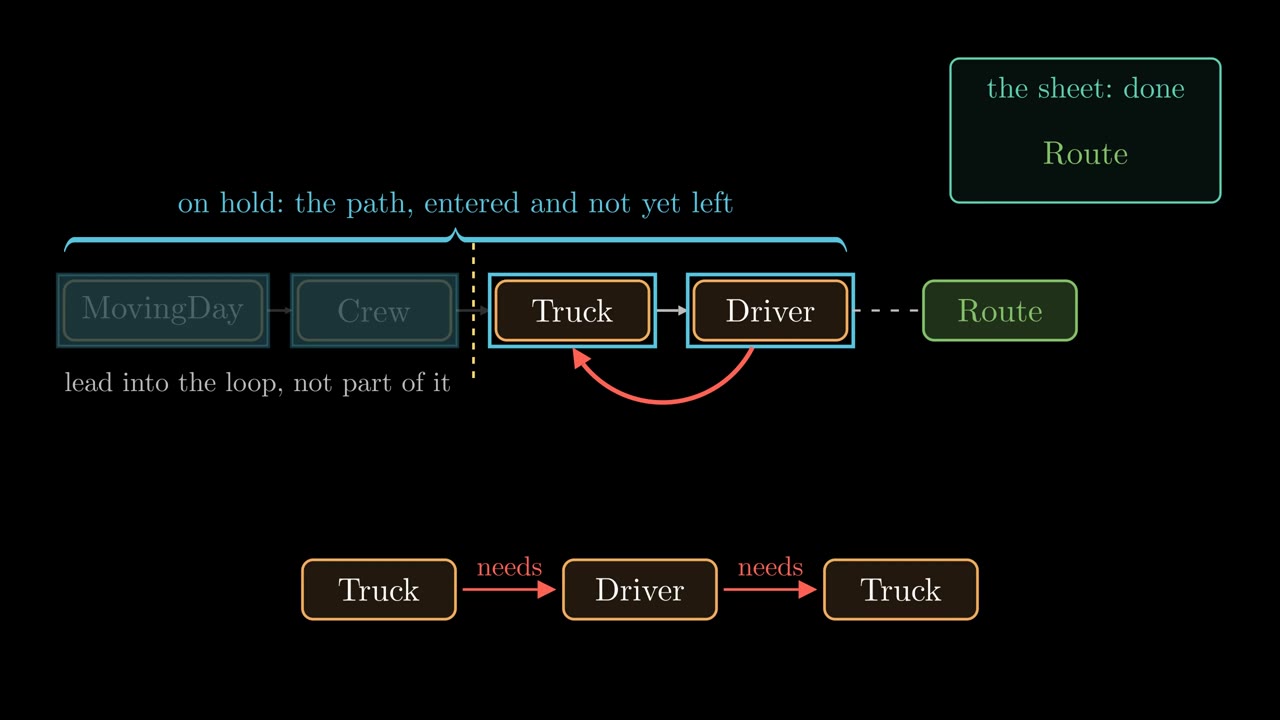 the sheet: done
Route
on hold: the path, entered and not yet left
MovingDay
Crew
Truck
Driver
Route
lead into the loop, not part of it
Truck
needs
Driver
needs
Truck